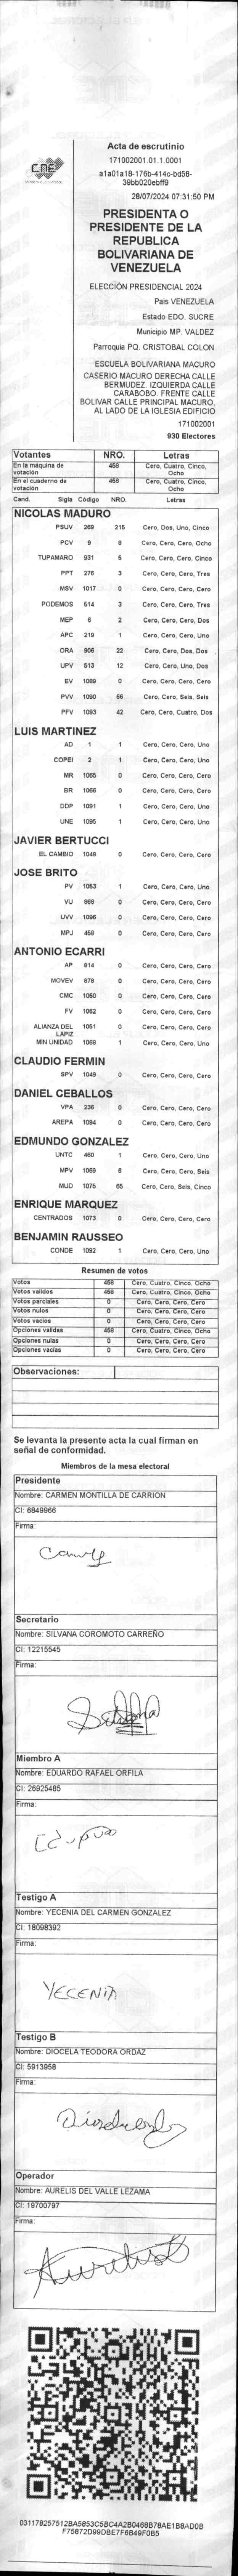 CNE
Acta de escrutinio
171002001.01.1.0001
a1a01a18-176b-414c-bd58-
39bb020ebff9
28/07/2024 07:31:50 PM
PRESIDENTA O
PRESIDENTE DE LA
REPUBLICA
BOLIVARIANA DE
VENEZUELA
ELECCIÓN PRESIDENCIAL 2024
Pais VENEZUELA
Estado EDO. SUCRE
Municipio MP. VALDEZ
Parroquia PQ. CRISTOBAL COLON
ESCUELA BOLIVARIANA MACURO
CASERIO MACURO DERECHA CALLE
BERMUDEZ. IZQUIERDA CALLE
CARABOBO. FRENTE CALLE
BOLIVAR CALLE PRINCIPAL MACURO,
AL LADO DE LA IGLESIA EDIFICIO
171002001
930 Electores
Votantes NRO. Letras
En la máquina de votación 458 Cero, Cuatro, Cinco, Ocho
En el cuaderno de votación 458 Cero, Cuatro, Cinco, Ocho
Cand. Sigla Código NRO. Letras
NICOLAS MADURO
PSUV 269 215 Cero, Dos, Uno, Cinco
PCV 9 8 Cero, Cero, Cero, Ocho
TUPAMARO 931 5 Cero, Cero, Cero, Cinco
PPT 276 3 Cero, Cero, Cero, Tres
MSV 1017 0 Cero, Cero, Cero, Cero
PODEMOS 514 3 Cero, Cero, Cero, Tres
MEP 6 2 Cero, Cero, Cero, Dos
APC 219 1 Cero, Cero, Cero, Uno
ORA 906 22 Cero, Cero, Dos, Dos
UPV 513 12 Cero, Cero, Uno, Dos
EV 1089 0 Cero, Cero, Cero, Cero
PVV 1090 66 Cero, Cero, Seis, Seis
PFV 1093 42 Cero, Cero, Cuatro, Dos
LUIS MARTINEZ
AD 1 1 Cero, Cero, Cero, Uno
COPEI 2 1 Cero, Cero, Cero, Uno
MR 1065 0 Cero, Cero, Cero, Cero
BR 1066 0 Cero, Cero, Cero, Cero
DDP 1091 1 Cero, Cero, Cero, Uno
UNE 1095 1 Cero, Cero, Cero, Uno
JAVIER BERTUCCI
EL CAMBIO 1048 0 Cero, Cero, Cero, Cero
JOSE BRITO
PV 1053 1 Cero, Cero, Cero, Uno
VU 868 0 Cero, Cero, Cero, Cero
UVV 1096 0 Cero, Cero, Cero, Cero
MPJ 458 0 Cero, Cero, Cero, Cero
ANTONIO ECARRI
AP 814 0 Cero, Cero, Cero, Cero
MOVEV 878 0 Cero, Cero, Cero, Cero
CMC 1050 0 Cero, Cero, Cero, Cero
FV 1062 0 Cero, Cero, Cero, Cero
ALIANZA DEL LAPIZ 1051 0 Cero, Cero, Cero, Cero
MIN UNIDAD 1068 1 Cero, Cero, Cero, Uno
CLAUDIO FERMIN
SPV 1049 0 Cero, Cero, Cero, Cero
DANIEL CEBALLOS
VPA 236 0 Cero, Cero, Cero, Cero
AREPA 1094 0 Cero, Cero, Cero, Cero
EDMUNDO GONZALEZ
UNTC 460 1 Cero, Cero, Cero, Uno
MPV 1069 6 Cero, Cero, Cero, Seis
MUD 1075 65 Cero, Cero, Seis, Cinco
ENRIQUE MARQUEZ
CENTRADOS 1073 0 Cero, Cero, Cero, Cero
BENJAMIN RAUSSEO
CONDE 1092 1 Cero, Cero, Cero, Uno
Resumen de votos
Votos 458 Cero, Cuatro, Cinco, Ocho
Votos validos 458 Cero, Cuatro, Cinco, Ocho
Votos parciales 0 Cero, Cero, Cero, Cero
Votos nulos 0 Cero, Cero, Cero, Cero
Votos vacios 0 Cero, Cero, Cero, Cero
Opciones validas 458 Cero, Cuatro, Cinco, Ocho
Opciones nulas 0 Cero, Cero, Cero, Cero
Opciones vacías 0 Cero, Cero, Cero, Cero
Observaciones:
Se levanta la presente acta la cual firman en
señal de conformidad.
Miembros de la mesa electoral
Presidente
Nombre: CARMEN MONTILLA DE CARRION
CI: 6849966
Firma:
Secretario
Nombre: SILVANA COROMOTO CARREÑO
CI: 12215545
Firma:
Miembro A
Nombre: EDUARDO RAFAEL ORFILA
CI: 26925485
Firma:
Testigo A
Nombre: YECENIA DEL CARMEN GONZALEZ
CI: 18098392
Firma:
YECENIA
Testigo B
Nombre: DIOCELA TEODORA ORDAZ
CI: 5913958
Firma:
Operador
Nombre: AURELIS DEL VALLE LEZAMA
CI: 19700797
Firma:
031178257512BA5853C5BC4A2B0468B78AE1B8AD0B
F75872D99DBE7F6B49F0B5